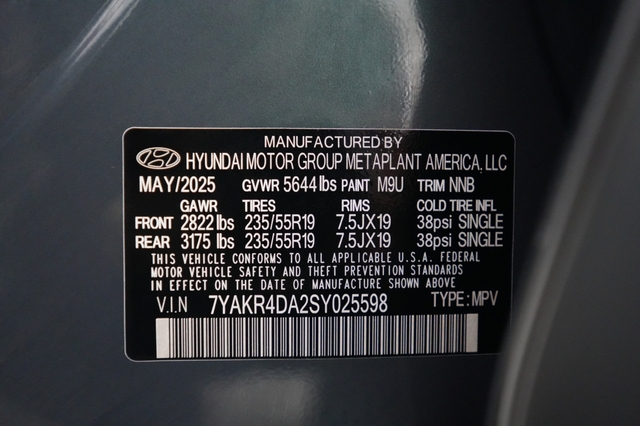 MANUFACTURED BY
HYUNDAI MOTOR GROUP METAPLANT AMERICA, LLC
MAY/2025 GVWR 5644 lbs PAINT M9U TRIM NNB
GAWR TIRES RIMS COLD TIRE INFL
FRONT 2822 lbs 235/55R19 7.5JX19 38psi SINGLE
REAR 3175 lbs 235/55R19 7.5JX19 38psi SINGLE
THIS VEHICLE CONFORMS TO ALL APPLICABLE U.S.A. FEDERAL
MOTOR VEHICLE SAFETY AND THEFT PREVENTION STANDARDS
IN EFFECT ON THE DATE OF MANUFACTURE SHOWN ABOVE.
V.I.N 7YAKR4DA2SY025598 TYPE: MPV